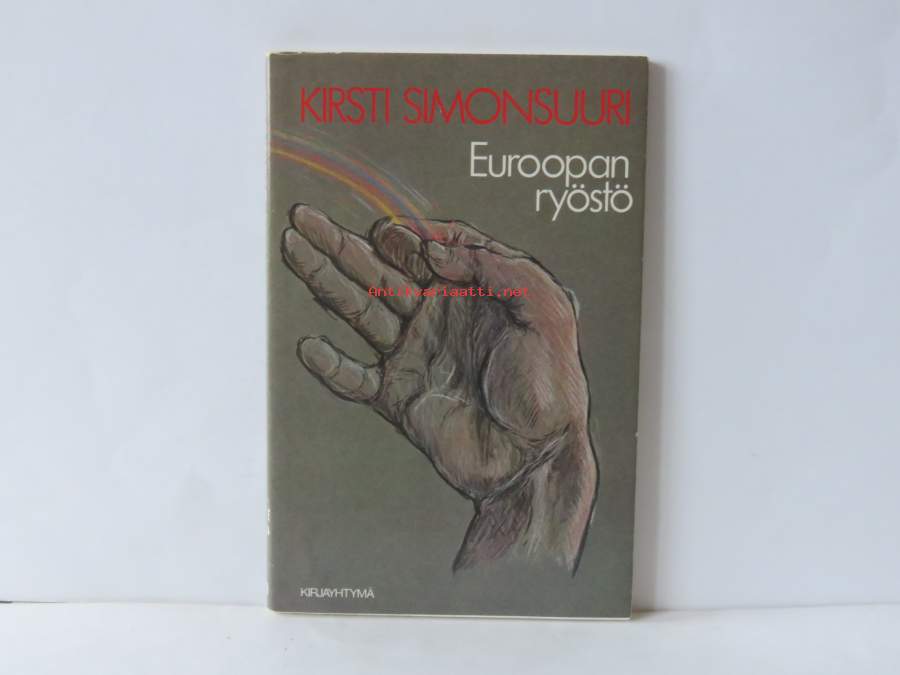 KIRSTI SIMONSUURI
Euroopan
ryöstö
Antikvariaatti.net
KIRJAYHTYMÄ